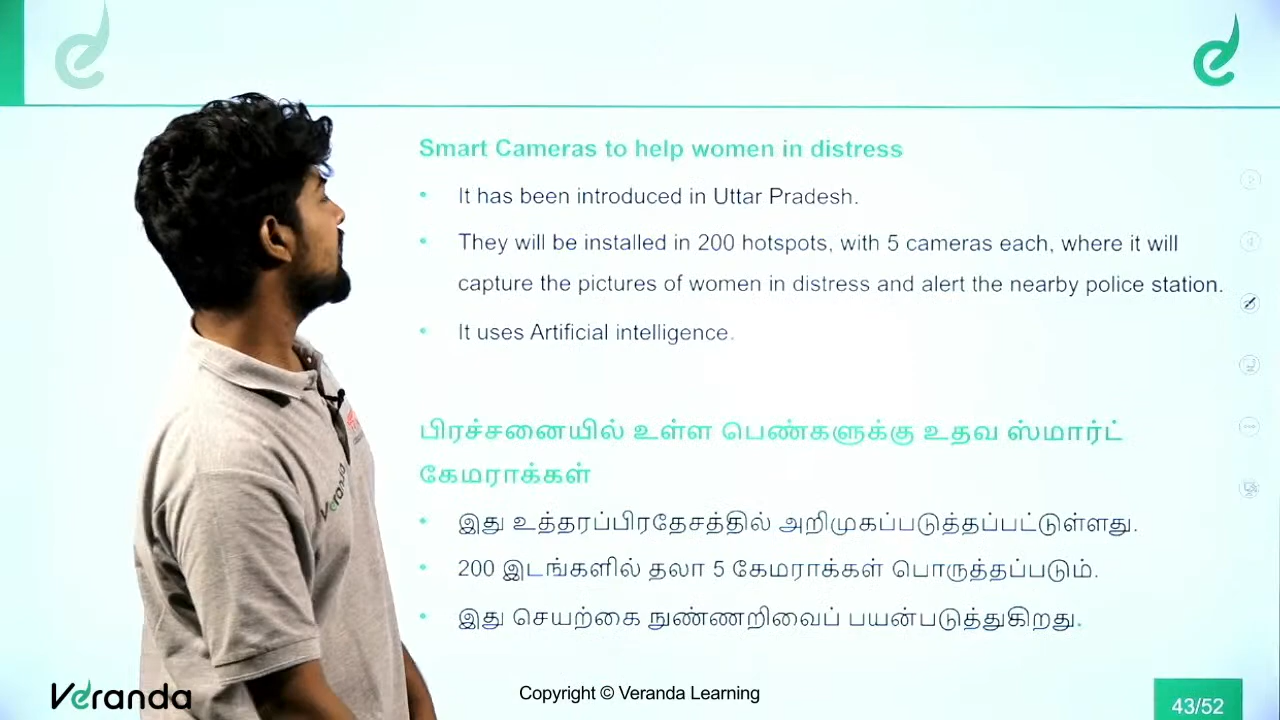 Smart Cameras to help women in distress
• It has been introduced in Uttar Pradesh.
• They will be installed in 200 hotspots, with 5 cameras each, where it will
capture the pictures of women in distress and alert the nearby police station.
• It uses Artificial intelligence.
பிரச்சனையில் உள்ள பெண்களுக்கு உதவ ஸ்மார்ட்
கேமராக்கள்
• இது உத்தரப்பிரதேசத்தில் அறிமுகப்படுத்தப்பட்டுள்ளது.
• 200 இடங்களில் தலா 5 கேமராக்கள் பொருத்தப்படும்.
• இது செயற்கை நுண்ணறிவைப் பயன்படுத்துகிறது.
Veranda
Veranda
Copyright © Veranda Learning
43/52